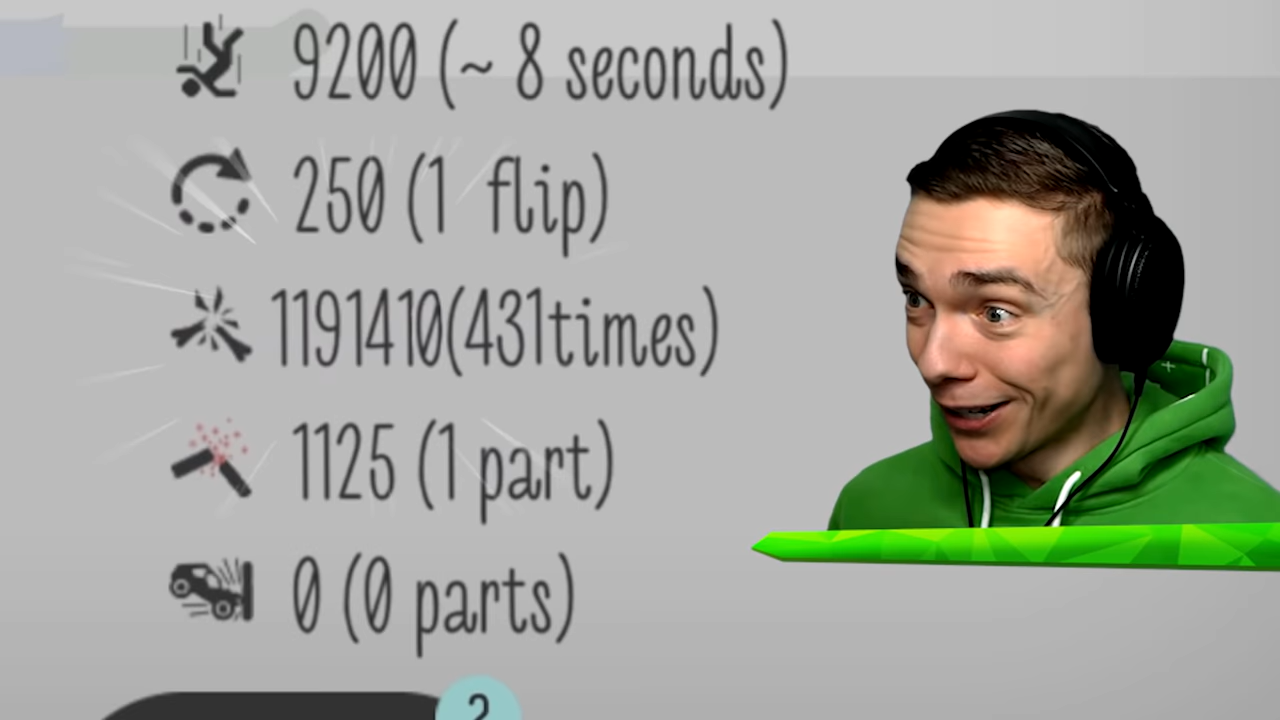 9200 (~ 8 seconds)
250 (1 flip)
1191410(431times)
1125 (1 part)
0 (0 parts)
2